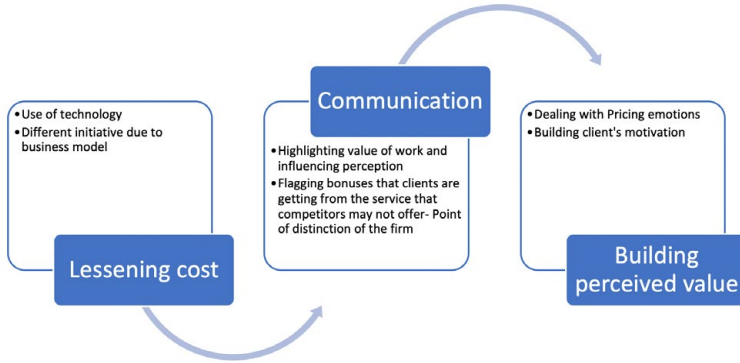 • Use of technology
• Different initiative due to
business model
Lessening cost
Communication
• Highlighting value of work and
influencing perception
• Flagging bonuses that clients are
getting from the service that
competitors may not offer- Point
of distinction of the firm
• Dealing with Pricing emotions
• Building client's motivation
Building
perceived value